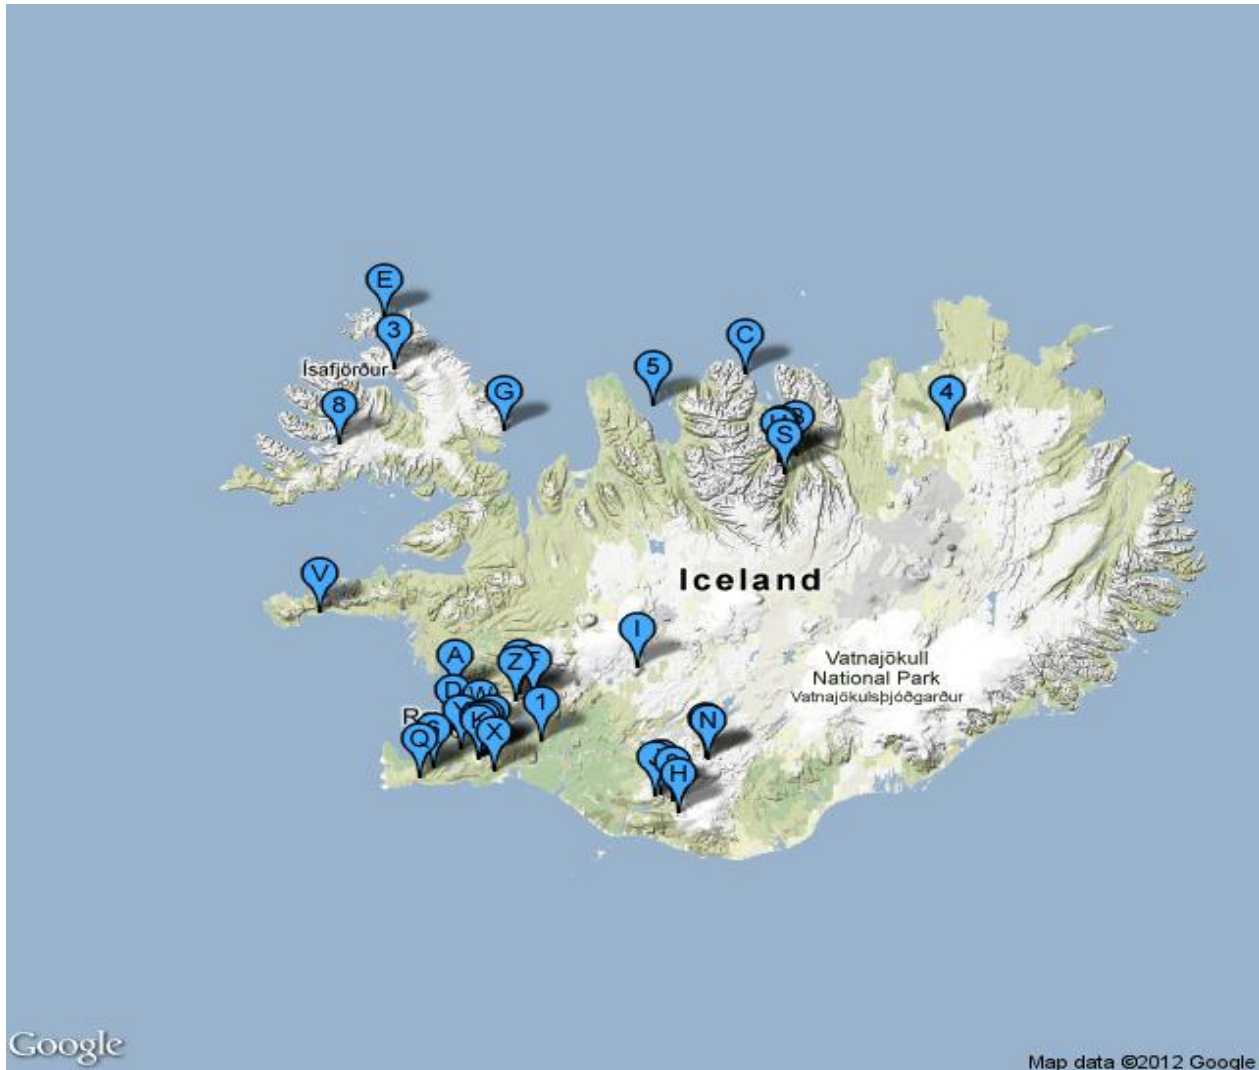 E
3
C
Ísafjörður
5
G
4
8
B
S
Iceland
V
I
A
Z
Vatnajökull
National Park
Vatnajökulsþjóðgarður
D
W
1
R
Y
K
N
Q
X
J
H
Google
Map data ©2012 Google